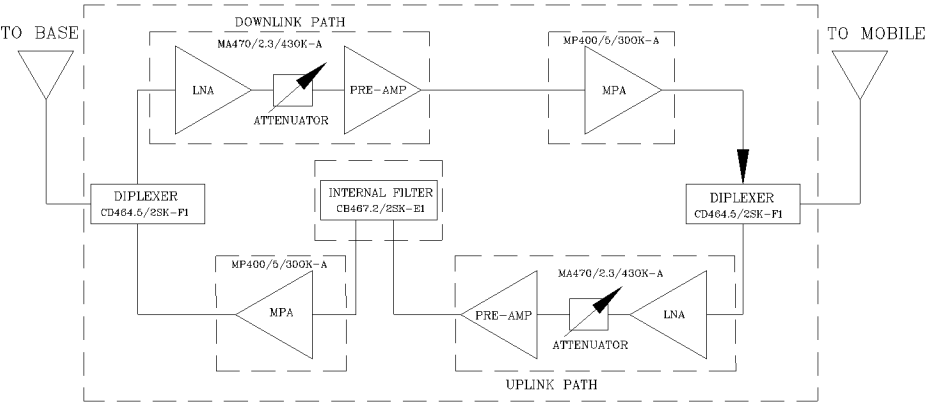 DOWNLINK PATH
TO BASE
TO MOBILE
MA470/2.3/430K-A
MP400/5/300K-A
LNA
PRE-AMP
MPA
ATTENUATOR
DIPLEXER
CD464.5/2SK-F1
INTERNAL FILTER
CB467.2/2SK-E1
DIPLEXER
CD464.5/2SK-F1
MP400/5/300K-A
MA470/2.3/430K-A
MPA
PRE-AMP
LNA
ATTENUATOR
UPLINK PATH